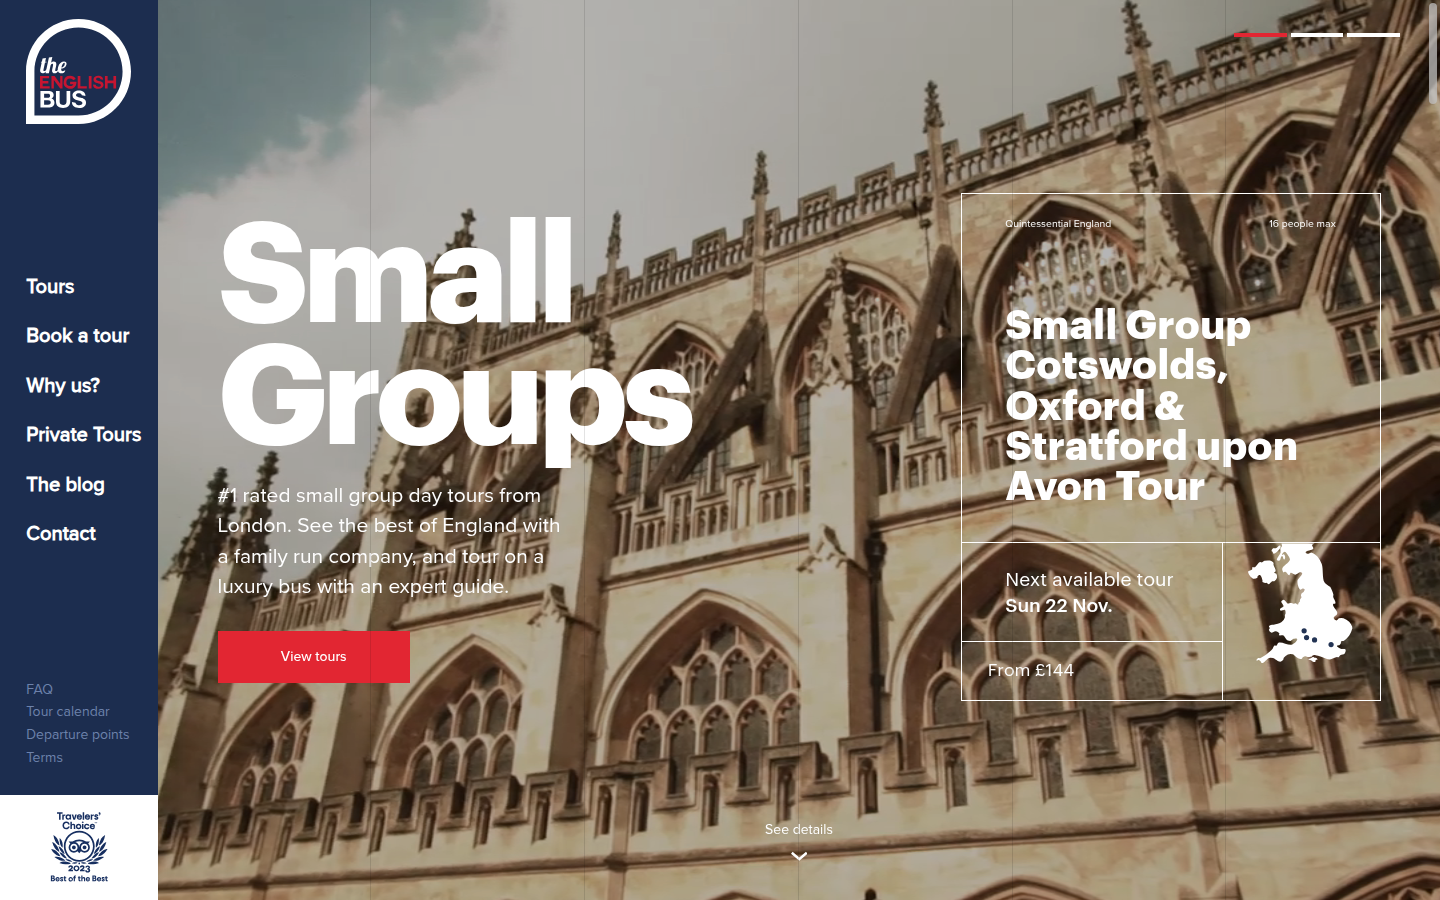 the
ENGLISH
BUS
Tours
Book a tour
Why us?
Private Tours
The blog
Contact
FAQ
Tour calendar
Departure points
Terms
Travelers'
Choice
2023
Best of the Best
Small
Groups
#1 rated small group day tours from
London. See the best of England with
a family run company, and tour on a
luxury bus with an expert guide.
View tours
Quintessential England
16 people max
Small Group
Cotswolds,
Oxford &
Stratford upon
Avon Tour
Next available tour
Sun 22 Nov.
From £144
See details